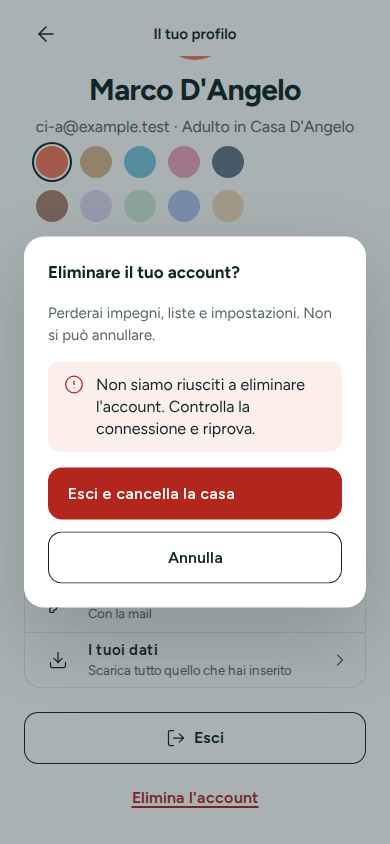 Il tuo profilo
Marco D'Angelo
ci-a@example.test · Adulto in Casa D'Angelo
Eliminare il tuo account?
Perderai impegni, liste e impostazioni. Non
si può annullare.
Non siamo riusciti a eliminare
l'account. Controlla la
connessione e riprova.
Esci e cancella la casa
Annulla
Con la mail
I tuoi dati
Scarica tutto quello che hai inserito
Esci
Elimina l'account